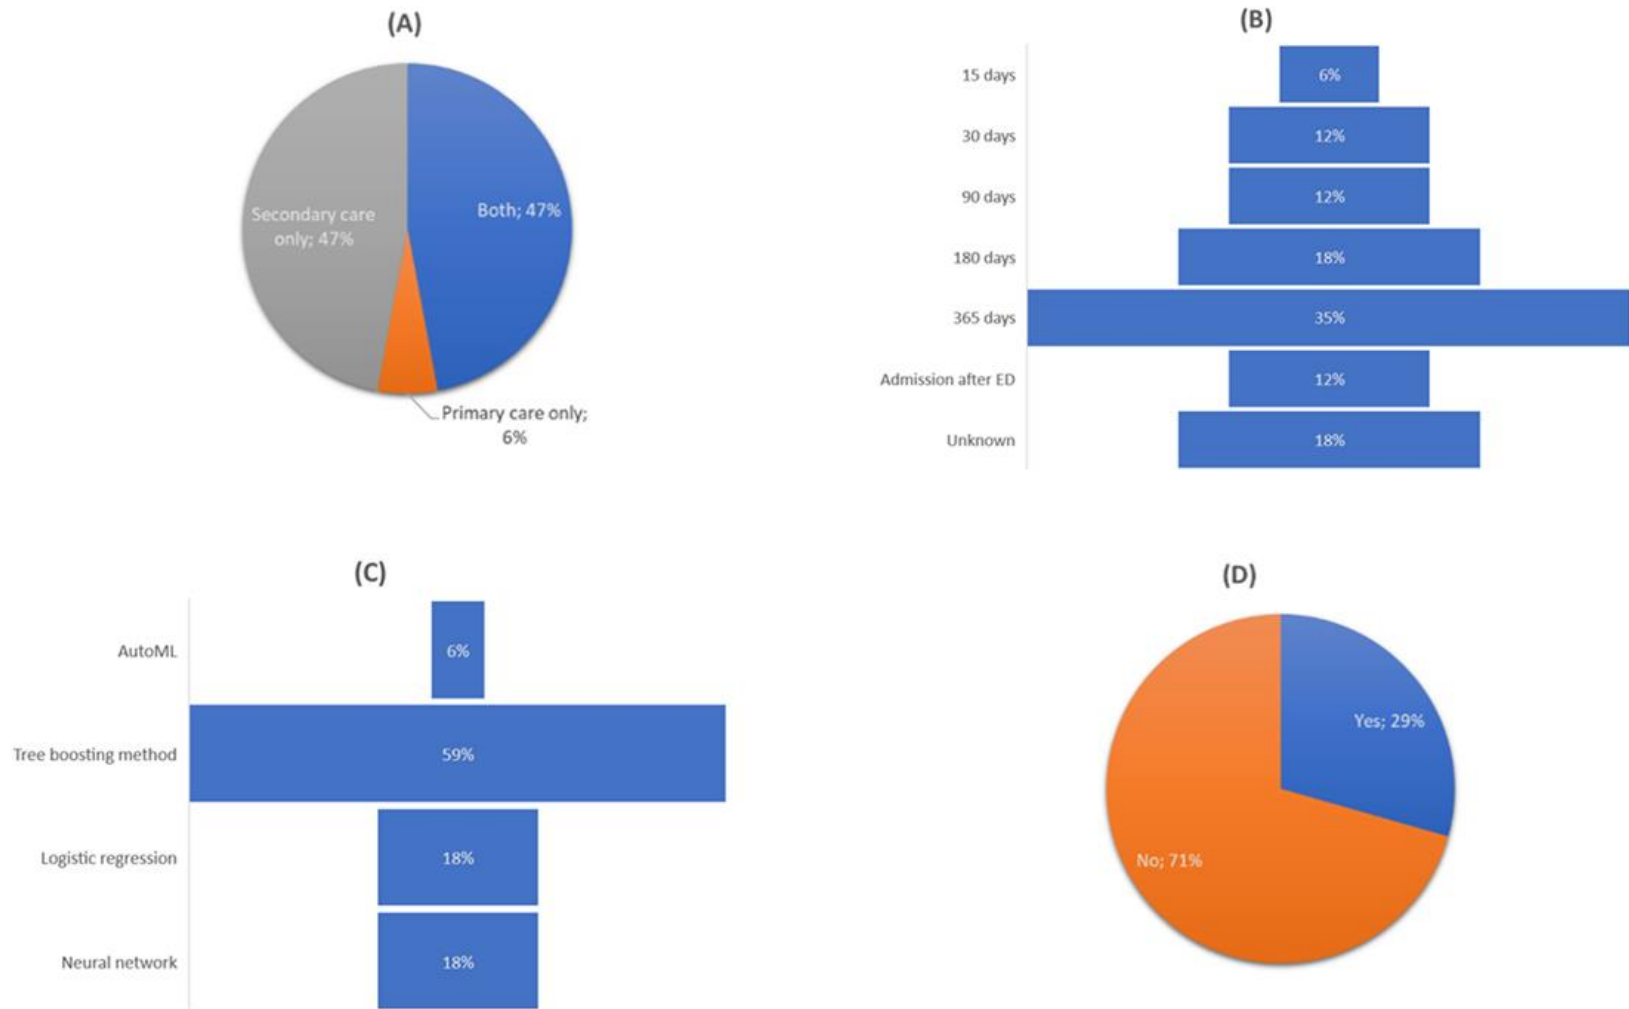 (A)
Secondary care
only; 47%
Both; 47%
Primary care only;
6%
(B)
15 days
6%
30 days
12%
90 days
12%
180 days
18%
365 days
35%
Admission after ED
12%
Unknown
18%
(C)
AutoML
6%
Tree boosting method
59%
Logistic regression
18%
Neural network
18%
(D)
Yes; 29%
No; 71%